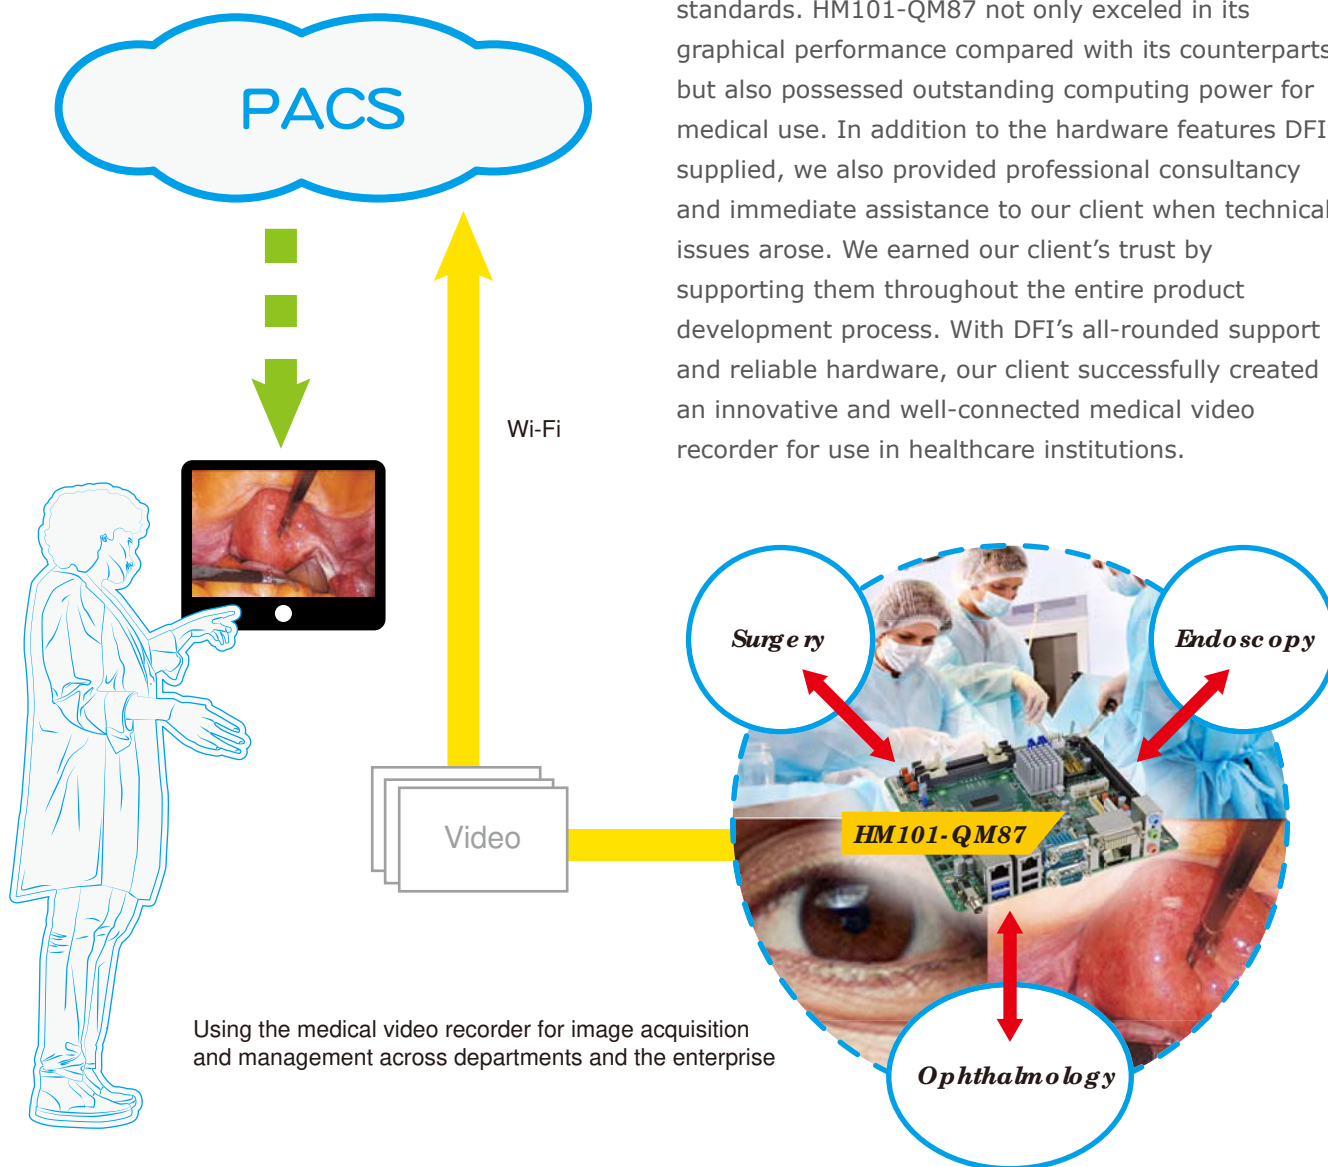 standards. HM101-QM87 not only exceled in its
graphical performance compared with its counterparts
but also possessed outstanding computing power for
medical use. In addition to the hardware features DFI
supplied, we also provided professional consultancy
and immediate assistance to our client when technical
issues arose. We earned our client’s trust by
supporting them throughout the entire product
development process. With DFI’s all-rounded support
and reliable hardware, our client successfully created
an innovative and well-connected medical video
recorder for use in healthcare institutions.
PACS
Wi-Fi
Surgery
Endoscopy
Video
HM101-QM87
Using the medical video recorder for image acquisition
and management across departments and the enterprise
Ophthalmology